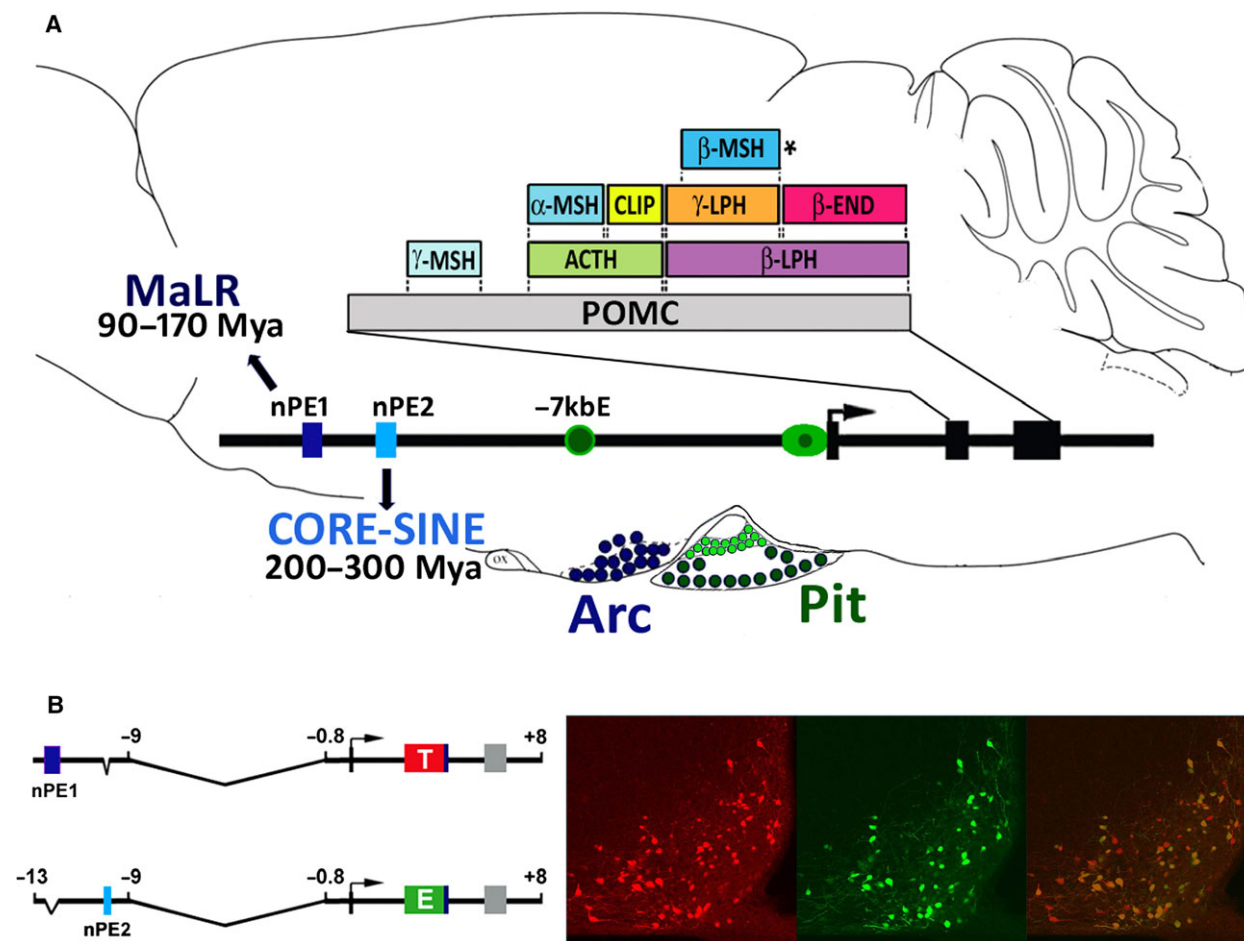 A
β-MSH *
α-MSH CLIP γ-LPH β-END
γ-MSH ACTH β-LPH
POMC
MaLR
90–170 Mya
nPE1 nPE2 –7kbE
CORE-SINE
200–300 Mya
OX
Arc Pit
B
–9 –0.8 +8
T
nPE1
–13 –9 –0.8 +8
E
nPE2